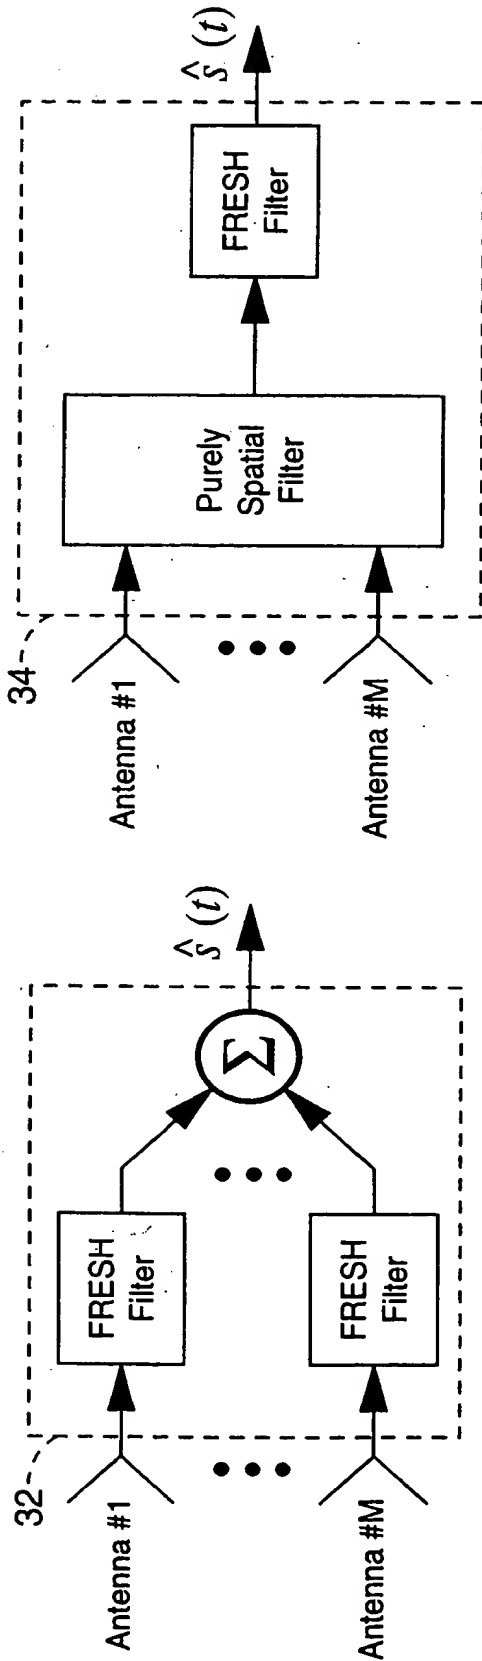 32
Antenna #1
Antenna #M
FRESH
Filter
FRESH
Filter
Σ
ŝ (t)
34
Antenna #1
Antenna #M
Purely
Spatial
Filter
FRESH
Filter
ŝ (t)